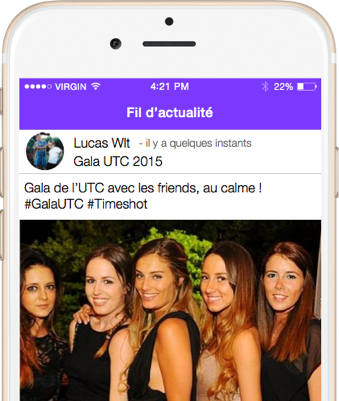 VIRGIN 4:21 PM 22%
Fil d'actualité
Lucas Wlt - il y a quelques instants
Gala UTC 2015
Gala de l'UTC avec les friends, au calme !
#GalaUTC #Timeshot